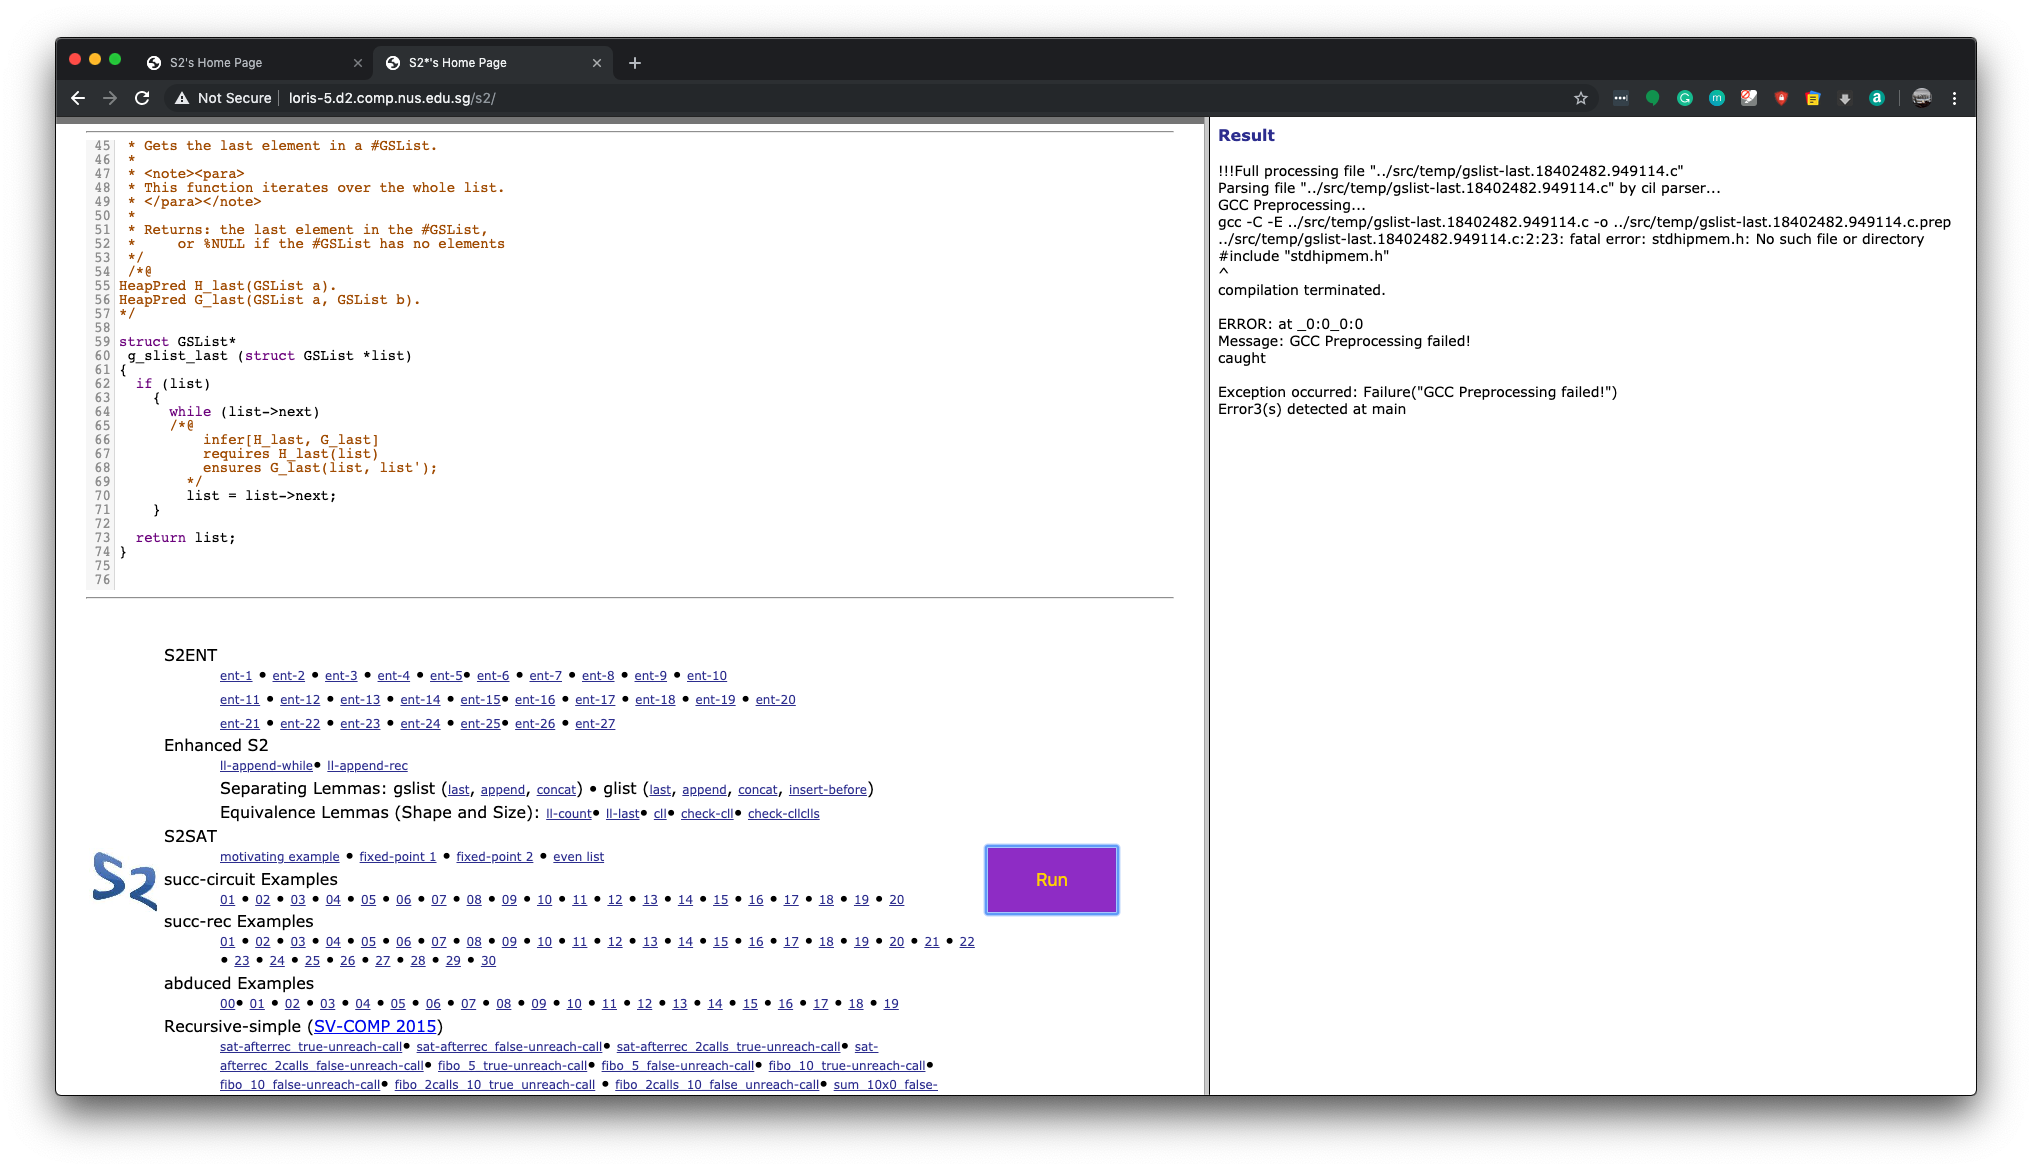 S2's Home Page
S2*'s Home Page
Not Secure
loris-5.d2.comp.nus.edu.sg/s2/
45 * Gets the last element in a #GSList.
46 *
47 * <note><para>
48 * This function iterates over the whole list.
49 * </para></note>
50 *
51 * Returns: the last element in the #GSList,
52 *     or %NULL if the #GSList has no elements
53 */
54 /*@
55 HeapPred H_last(GSList a).
56 HeapPred G_last(GSList a, GSList b).
57 */
58
59 struct GSList*
60  g_slist_last (struct GSList *list)
61 {
62   if (list)
63     {
64       while (list->next)
65       /*@
66           infer[H_last, G_last]
67           requires H_last(list)
68           ensures G_last(list, list');
69         */
70         list = list->next;
71     }
72
73   return list;
74 }
75
76
S2ENT
ent-1 • ent-2 • ent-3 • ent-4 • ent-5• ent-6 • ent-7 • ent-8 • ent-9 • ent-10
ent-11 • ent-12 • ent-13 • ent-14 • ent-15• ent-16 • ent-17 • ent-18 • ent-19 • ent-20
ent-21 • ent-22 • ent-23 • ent-24 • ent-25• ent-26 • ent-27
Enhanced S2
ll-append-while• ll-append-rec
Separating Lemmas: gslist (last, append, concat) • glist (last, append, concat, insert-before)
Equivalence Lemmas (Shape and Size): ll-count• ll-last• cll• check-cll• check-cllclls
S2SAT
motivating example • fixed-point 1 • fixed-point 2 • even list
S2
succ-circuit Examples
01 • 02 • 03 • 04 • 05 • 06 • 07 • 08 • 09 • 10 • 11 • 12 • 13 • 14 • 15 • 16 • 17 • 18 • 19 • 20
succ-rec Examples
01 • 02 • 03 • 04 • 05 • 06 • 07 • 08 • 09 • 10 • 11 • 12 • 13 • 14 • 15 • 16 • 17 • 18 • 19 • 20 • 21 • 22
• 23 • 24 • 25 • 26 • 27 • 28 • 29 • 30
abduced Examples
00• 01 • 02 • 03 • 04 • 05 • 06 • 07 • 08 • 09 • 10 • 11 • 12 • 13 • 14 • 15 • 16 • 17 • 18 • 19
Recursive-simple (SV-COMP 2015)
sat-afterrec_true-unreach-call• sat-afterrec_false-unreach-call• sat-afterrec_2calls_true-unreach-call• sat-
afterrec_2calls_false-unreach-call• fibo_5_true-unreach-call• fibo_5_false-unreach-call• fibo_10_true-unreach-call•
fibo_10_false-unreach-call• fibo_2calls_10_true_unreach-call • fibo_2calls_10_false_unreach-call• sum_10x0_false-
Run
Result
!!!Full processing file "../src/temp/gslist-last.18402482.949114.c"
Parsing file "../src/temp/gslist-last.18402482.949114.c" by cil parser...
GCC Preprocessing...
gcc -C -E ../src/temp/gslist-last.18402482.949114.c -o ../src/temp/gslist-last.18402482.949114.c.prep
../src/temp/gslist-last.18402482.949114.c:2:23: fatal error: stdhipmem.h: No such file or directory
#include "stdhipmem.h"
^
compilation terminated.
ERROR: at _0:0_0:0
Message: GCC Preprocessing failed!
caught
Exception occurred: Failure("GCC Preprocessing failed!")
Error3(s) detected at main